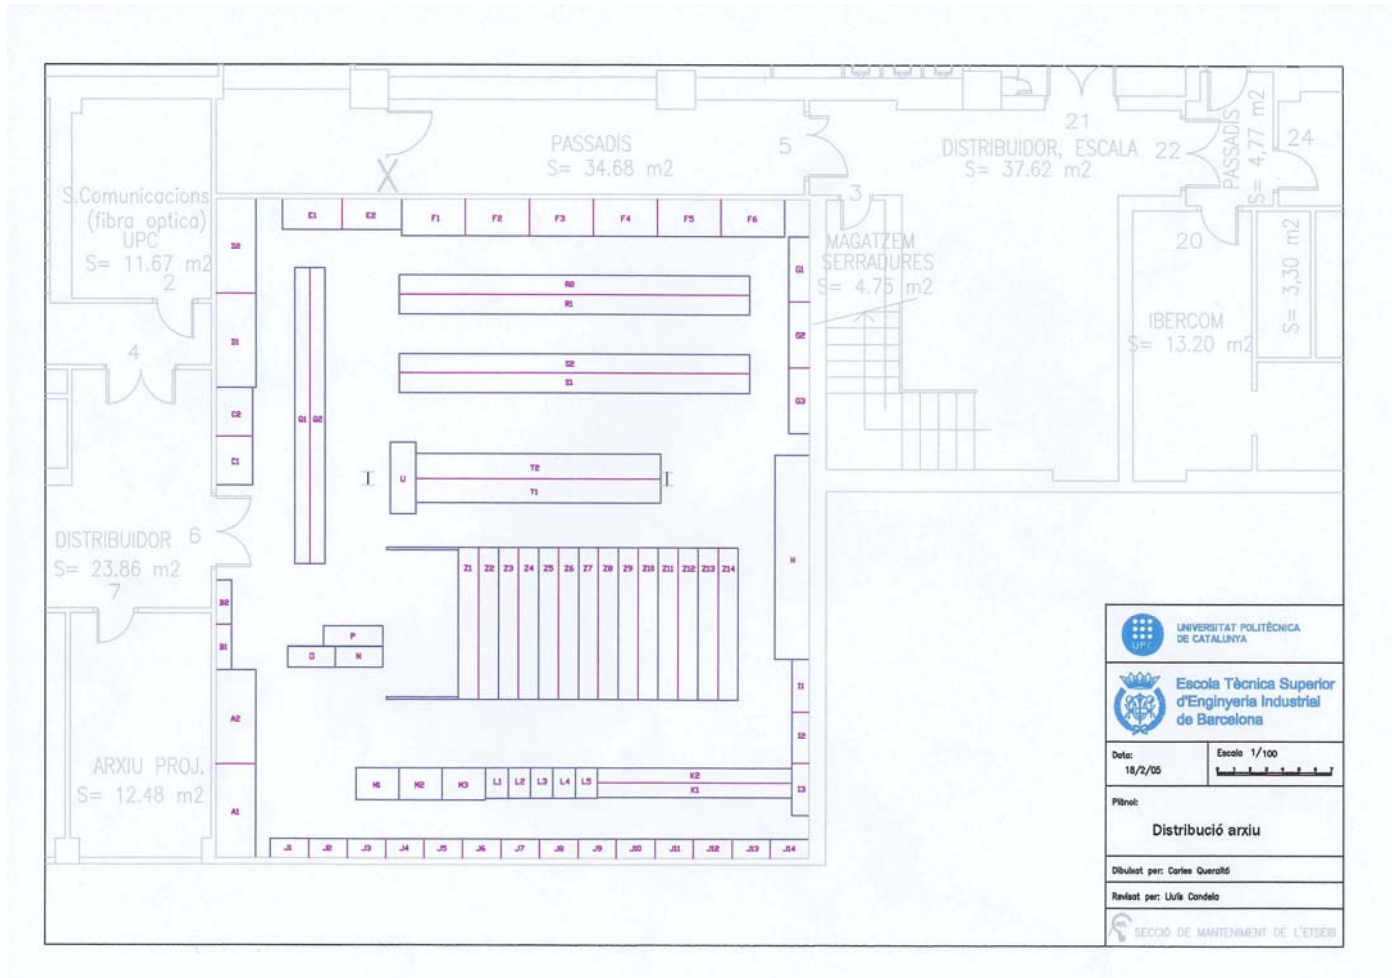 PASSADÍS
S= 34.68 m2
5
X
21
DISTRIBUIDOR, ESCALA
S= 37.62 m2
22
PASSADÍS
S= 4,77 m2
24
S.Comunicacions
(fibra optica)
UPC
S= 11.67 m2
2
3
MAGATZEM
SERRADURES
S= 4.75 m2
20
IBERCOM
S= 13.20 m2
S= 3,30 m2
4
DISTRIBUIDOR 6
S= 23.86 m2
7
ARXIU PROJ.
S= 12.48 m2
E1 E2 F1 F2 F3 F4 F5 F6
D2
D1
C2
C1
G1
G2
G3
R2
R1
S2
S1
Q1 Q2
U
T2
T1
I I
H
Z1 Z2 Z3 Z4 Z5 Z6 Z7 Z8 Z9 Z10 Z11 Z12 Z13 Z14
B2
B1
P
O N
A2
A1
I1
I2
I3
M1 M2 M3 L1 L2 L3 L4 L5
K2
K1
J1 J2 J3 J4 J5 J6 J7 J8 J9 J10 J11 J12 J13 J14
UPC
UNIVERSITAT POLITÈCNICA
DE CATALUNYA
Escola Tècnica Superior
d'Enginyeria Industrial
de Barcelona
Data:
18/2/05
Escala 1/100
Plànol:
Distribució arxiu
Dibuixat per: Carles Queraltó
Revisat per: Lluís Candela
SECCIÓ DE MANTENIMENT DE L'ETSEIB